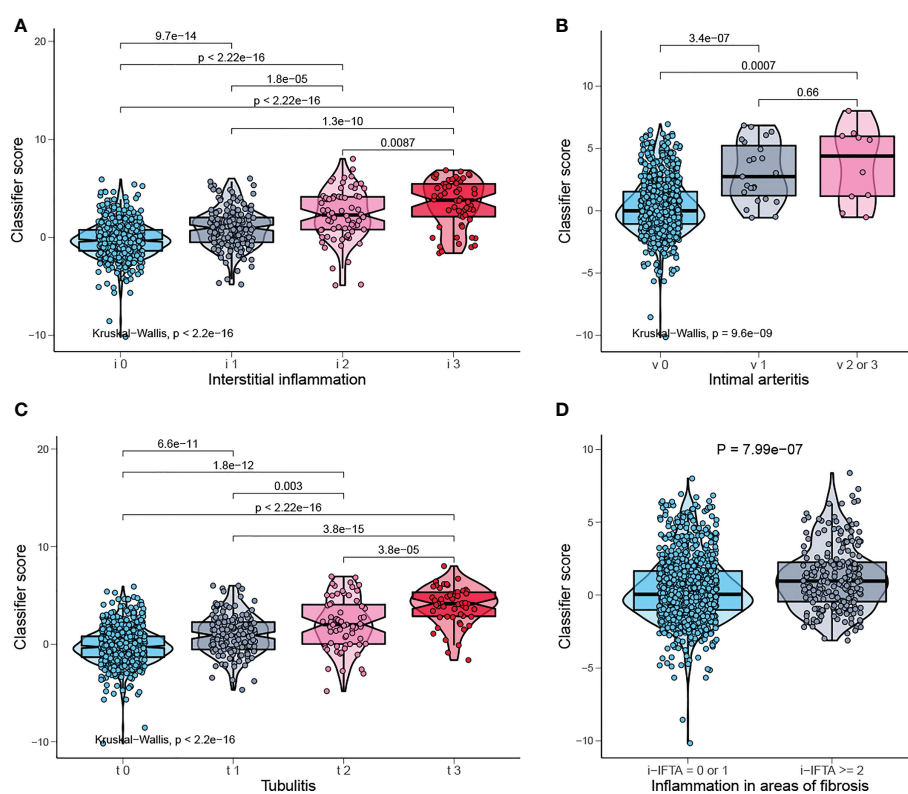 A
20
10
0
−10
Classifier score
9.7e−14
p < 2.22e−16
1.8e−05
p < 2.22e−16
1.3e−10
0.0087
Kruskal−Wallis, p < 2.2e−16
i 0
i 1
i 2
i 3
Interstitial inflammation
B
10
5
0
−5
−10
Classifier score
3.4e−07
0.0007
0.66
Kruskal−Wallis, p = 9.6e−09
v 0
v 1
v 2 or 3
Intimal arteritis
C
20
10
0
−10
Classifier score
6.6e−11
1.8e−12
0.003
p < 2.22e−16
3.8e−15
3.8e−05
Kruskal−Wallis, p < 2.2e−16
t 0
t 1
t 2
t 3
Tubulitis
D
10
5
0
−5
−10
Classifier score
P = 7.99e−07
i−IFTA = 0 or 1
i−IFTA >= 2
Inflammation in areas of fibrosis